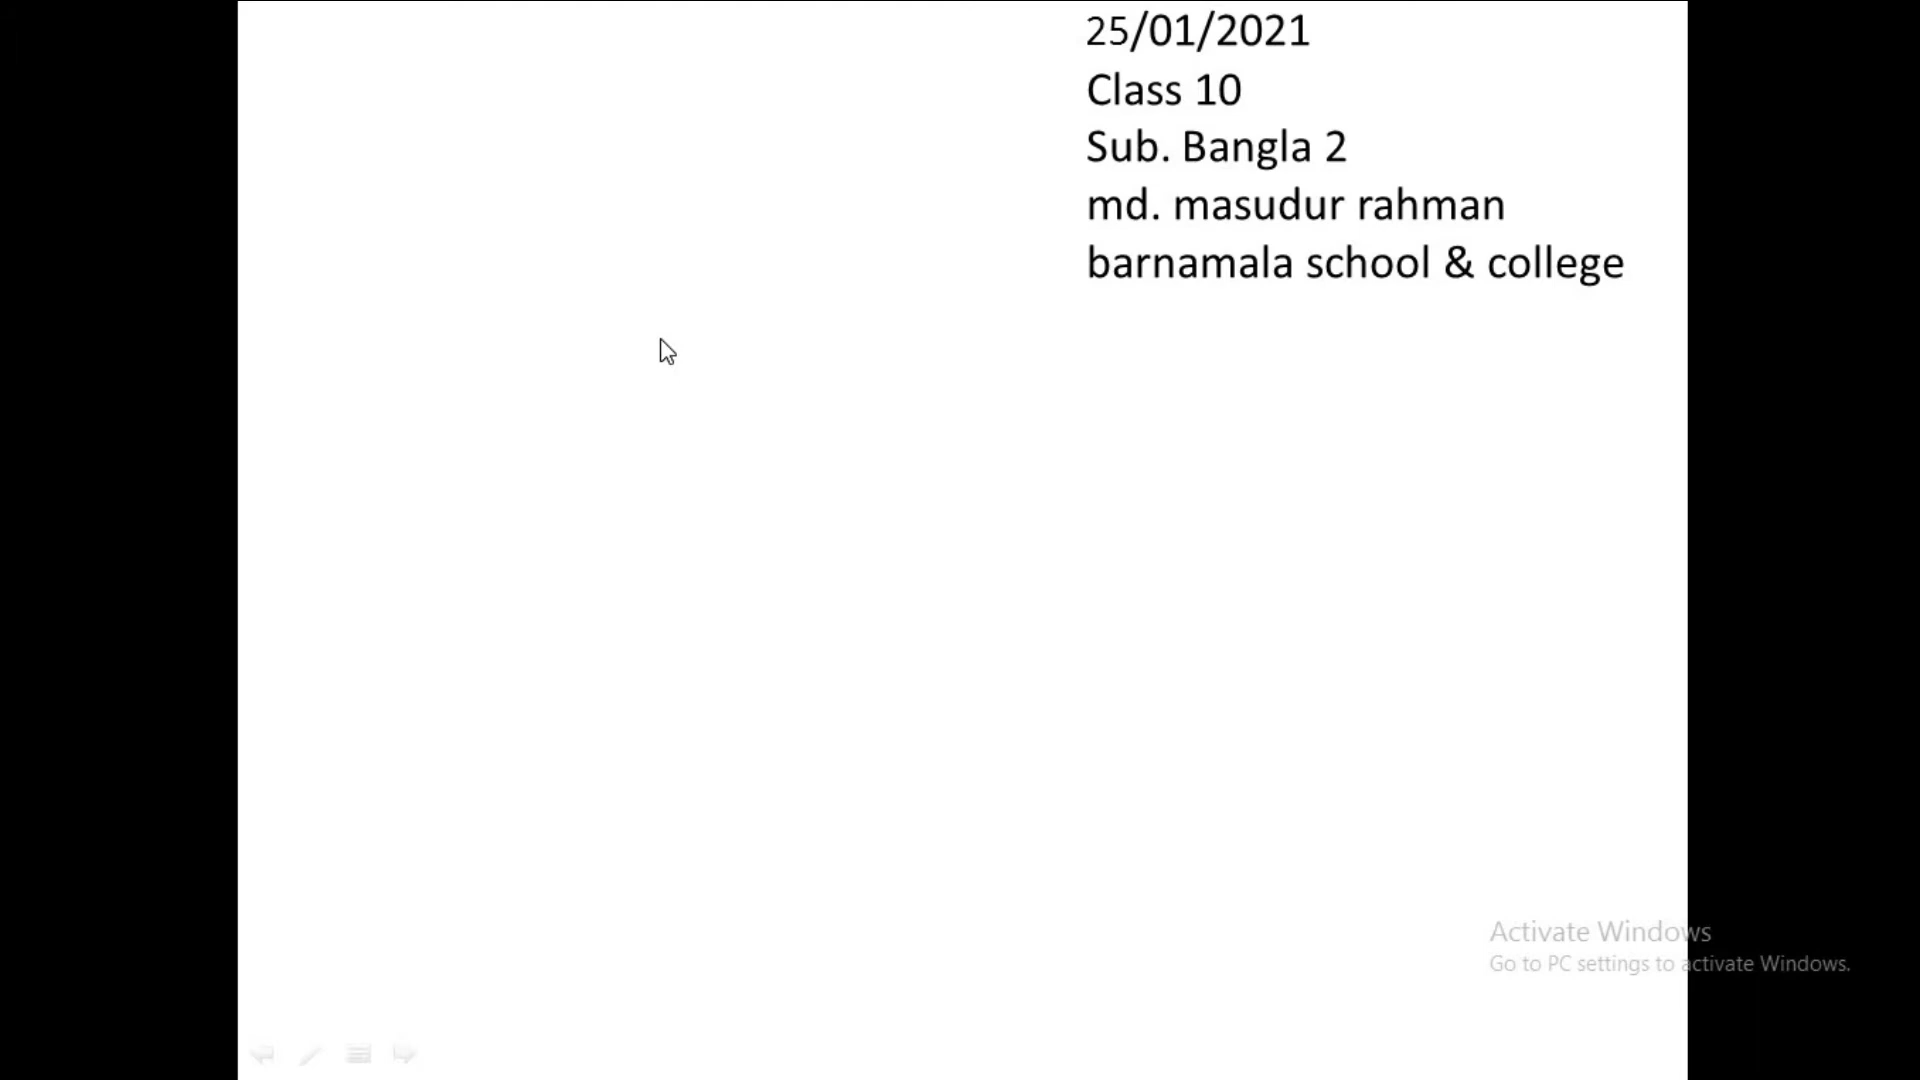 25/01/2021
Class 10
Sub. Bangla 2
md. masudur rahman
barnamala school & college
Activate Windows
Go to PC settings to activate Windows.